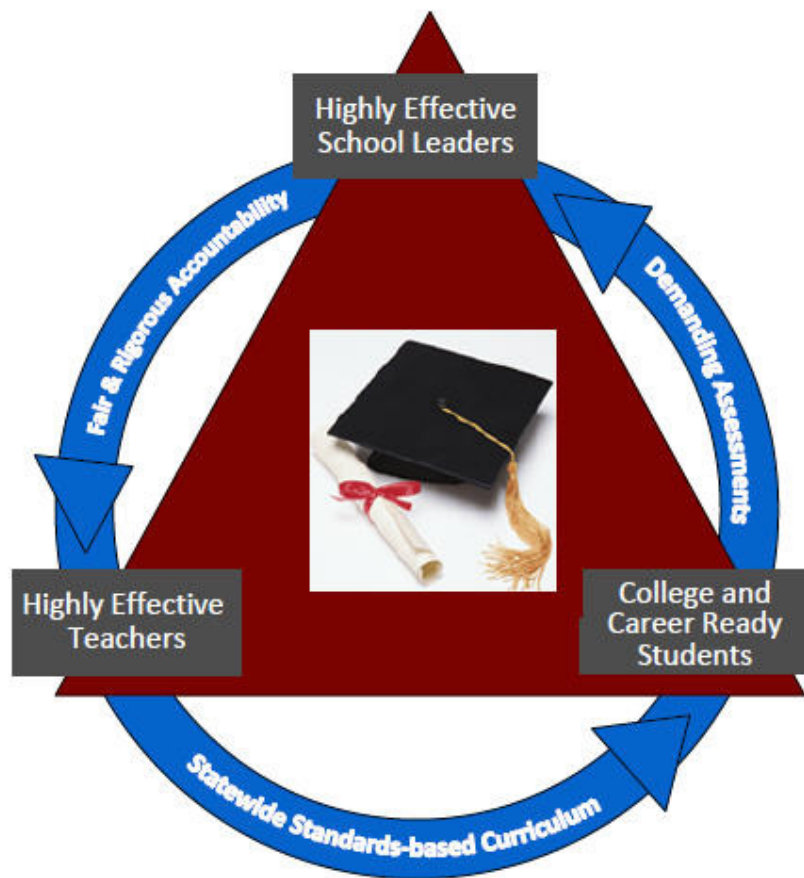 Highly Effective
School Leaders
Fair & Rigorous Accountability
Demanding Assessments
Highly Effective
Teachers
College and
Career Ready
Students
Statewide Standards-based Curriculum